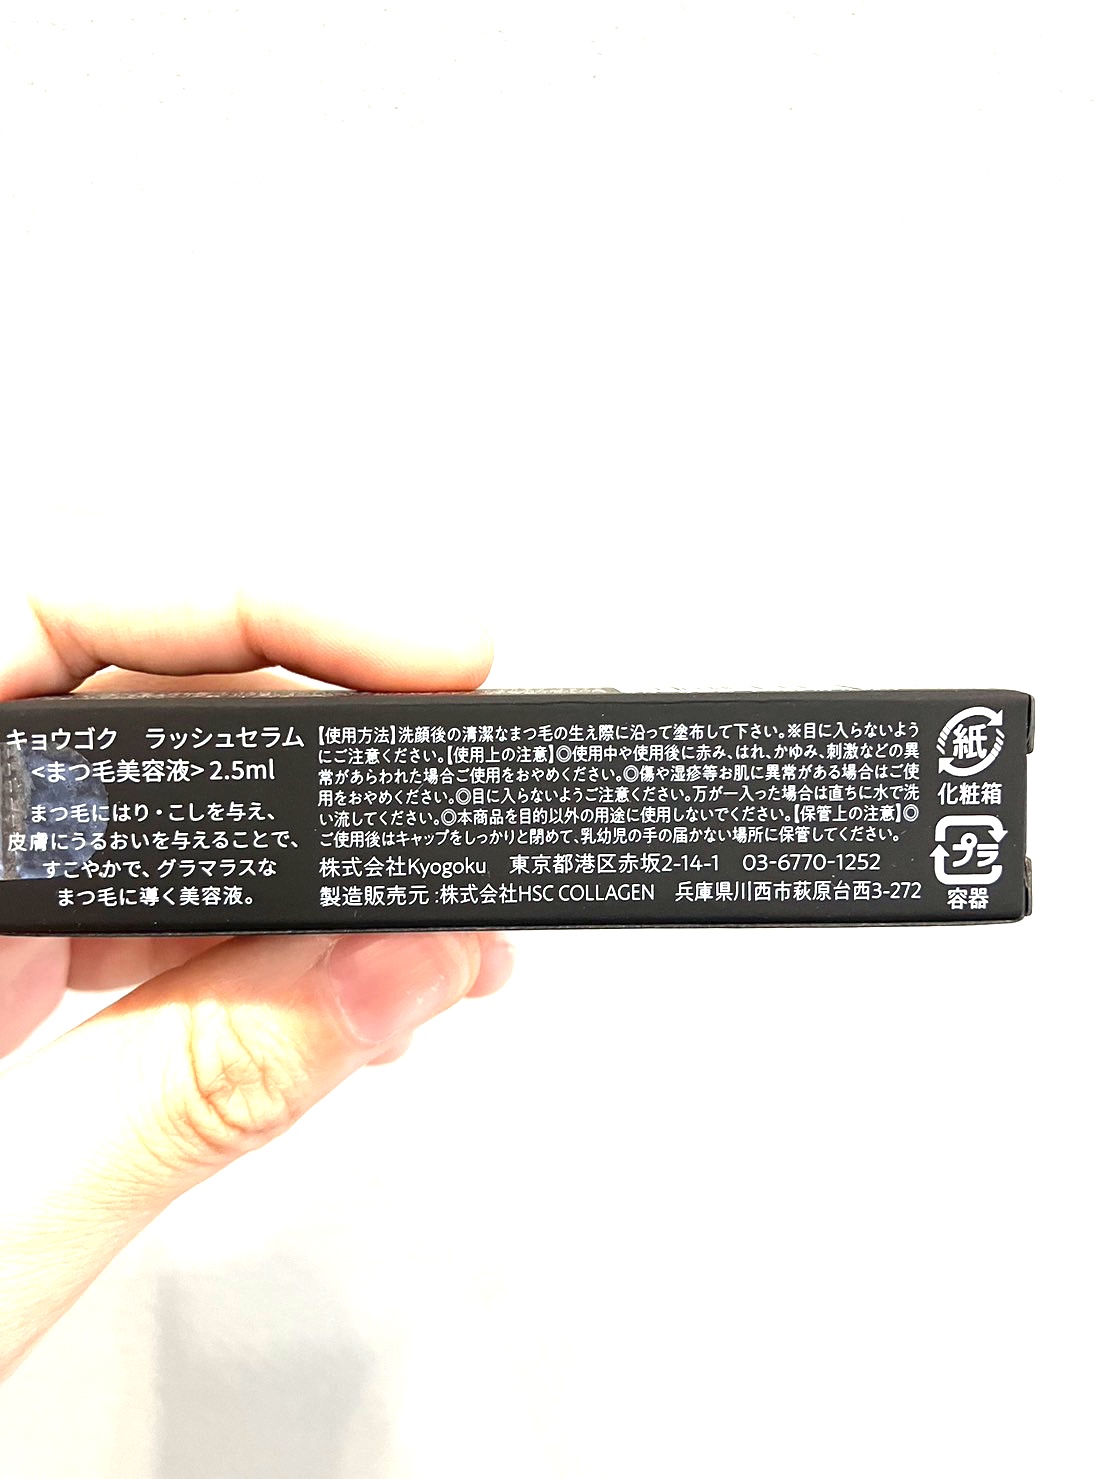 キョウゴク ラッシュセラム
<まつ毛美容液> 2.5ml
まつ毛にはり・こしを与え、
皮膚にうるおいを与えることで、
すこやかで、グラマラスな
まつ毛に導く美容液。
【使用方法】洗顔後の清潔なまつ毛の生え際に沿って塗布して下さい。※目に入らないよう
にご注意ください。【使用上の注意】◎使用中や使用後に赤み、はれ、かゆみ、刺激などの異
常があらわれた場合ご使用をおやめください。◎傷や湿疹等お肌に異常がある場合はご使
用をおやめください。◎目に入らないようご注意ください。万が一入った場合は直ちに水で洗
い流してください。◎本商品を目的以外の用途に使用しないでください。【保管上の注意】◎
ご使用後はキャップをしっかりと閉めて、乳幼児の手の届かない場所に保管してください。
株式会社Kyogoku 東京都港区赤坂2-14-1 03-6770-1252
製造販売元:株式会社HSC COLLAGEN 兵庫県川西市萩原台西3-272
紙
化粧箱
プラ
容器